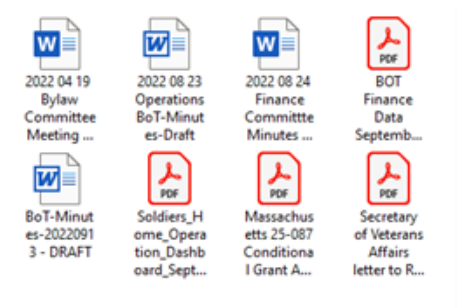 W
W
W
PDF
2022 04 19
Bylaw
Committee
Meeting ...
2022 08 23
Operations
BoT-Minut
es-Draft
2022 08 24
Finance
Committte
Minutes ...
BOT
Finance
Data
Septemb...
W
PDF
PDF
PDF
BoT-Minut
es-2022091
3 - DRAFT
Soldiers_H
ome_Opera
tion_Dashb
oard_Sept...
Massachus
etts 25-087
Conditiona
l Grant A...
Secretary
of Veterans
Affairs
letter to R...